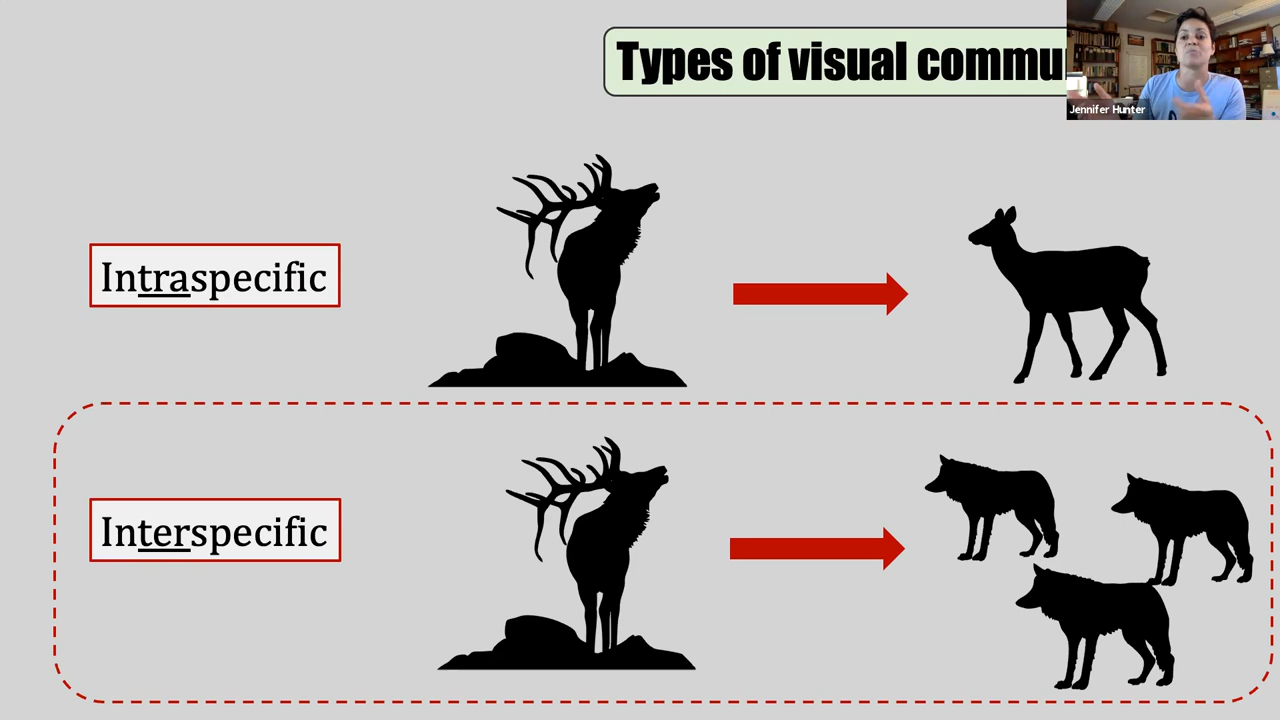 Types of visual commu
Jennifer Hunter
Intraspecific
Interspecific